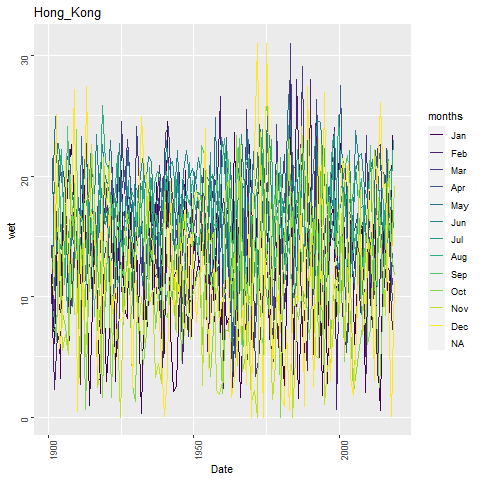 Hong_Kong
wet
30
20
10
0
1900
1950
2000
Date
months
Jan
Feb
Mar
Apr
May
Jun
Jul
Aug
Sep
Oct
Nov
Dec
NA